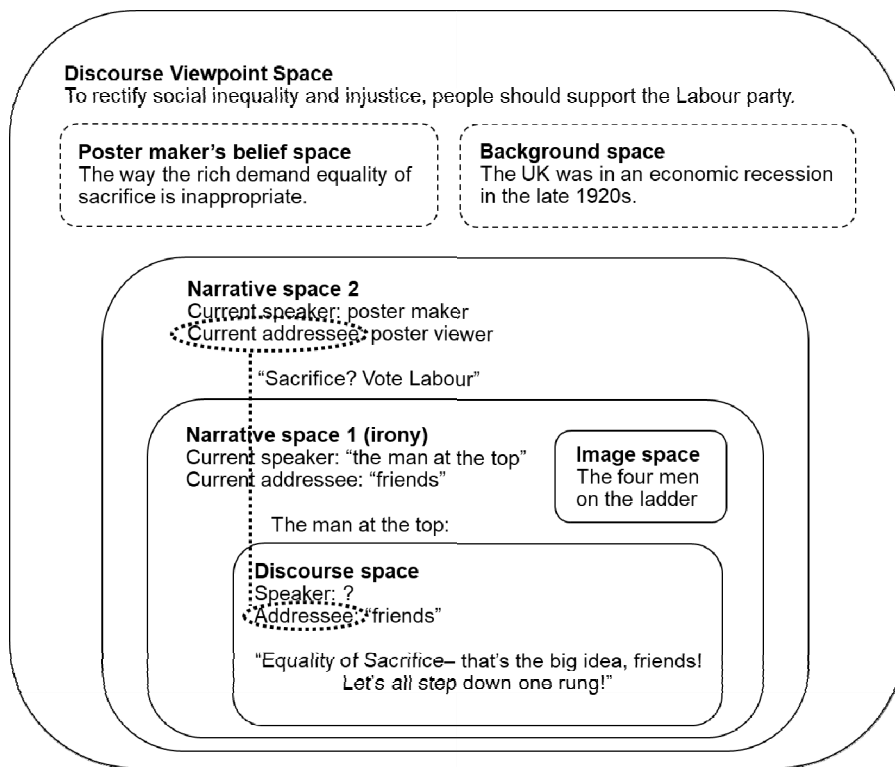 Discourse Viewpoint Space
To rectify social inequality and injustice, people should support the Labour party.
Poster maker's belief space
The way the rich demand equality of
sacrifice is inappropriate.
Background space
The UK was in an economic recession
in the late 1920s.
Narrative space 2
Current speaker: poster maker
Current addressee: poster viewer
“Sacrifice? Vote Labour”
Narrative space 1 (irony)
Current speaker: “the man at the top”
Current addressee: “friends”
Image space
The four men
on the ladder
The man at the top:
Discourse space
Speaker: ?
Addressee: “friends”
“Equality of Sacrifice– that's the big idea, friends!
Let's all step down one rung!”